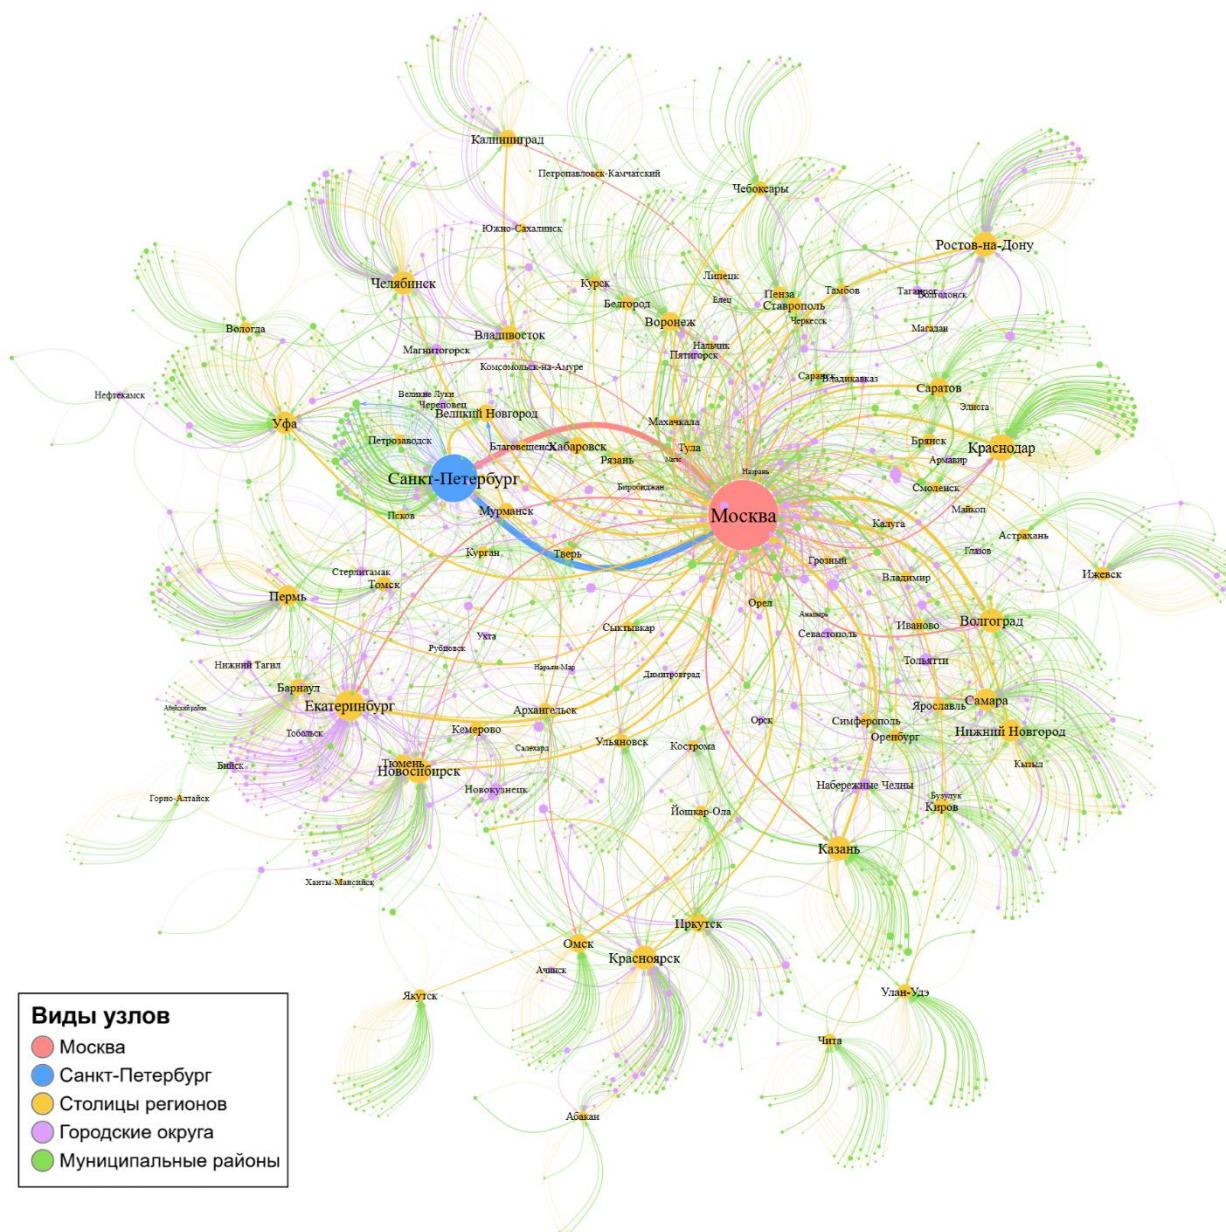 Калининград
Петропавловск-Камчатский
Чебоксары
Южно-Сахалинск
Ростов-на-Дону
Челябинск
Липецк
Курск
Пенза
Тамбов
Таганрог
Волгодонск
Белгород
Елец
Ставрополь
Вологда
Воронеж
Черкесск
Магадан
Владивосток
Нальчик
Магнитогорск
Пятигорск
Комсомольск-на-Амуре
Саранск
Владикавказ
Саратов
Нефтекамск
Великие Луки
Череповец
Элиста
Великий Новгород
Махачкала
Уфа
Петрозаводск
Благовещенск
Хабаровск
Тула
Брянск
Краснодар
Рязань
Армавир
Назрань
Санкт-Петербург
Биробиджан
Смоленск
Мурманск
Москва
Майкоп
Псков
Калуга
Астрахань
Курган
Тверь
Глазов
Грозный
Стерлитамак
Томск
Владимир
Ижевск
Пермь
Орел
Анадырь
Сыктывкар
Севастополь
Иваново
Волгоград
Ухта
Рубцовск
Нижний Тагил
Нарьян-Мар
Димитровград
Тольятти
Барнаул
Екатеринбург
Архангельск
Ярославль
Самара
Орск
Симферополь
Кемерово
Тобольск
Оренбург
Нижний Новгород
Салехард
Ульяновск
Кострома
Бийск
Тюмень
Новосибирск
Кызыл
Горно-Алтайск
Новокузнецк
Набережные Челны
Бузулук
Киров
Йошкар-Ола
Казань
Ханты-Мансийск
Иркутск
Омск
Красноярск
Ачинск
Якутск
Улан-Удэ
Чита
Абакан
Виды узлов
Москва
Санкт-Петербург
Столицы регионов
Городские округа
Муниципальные районы